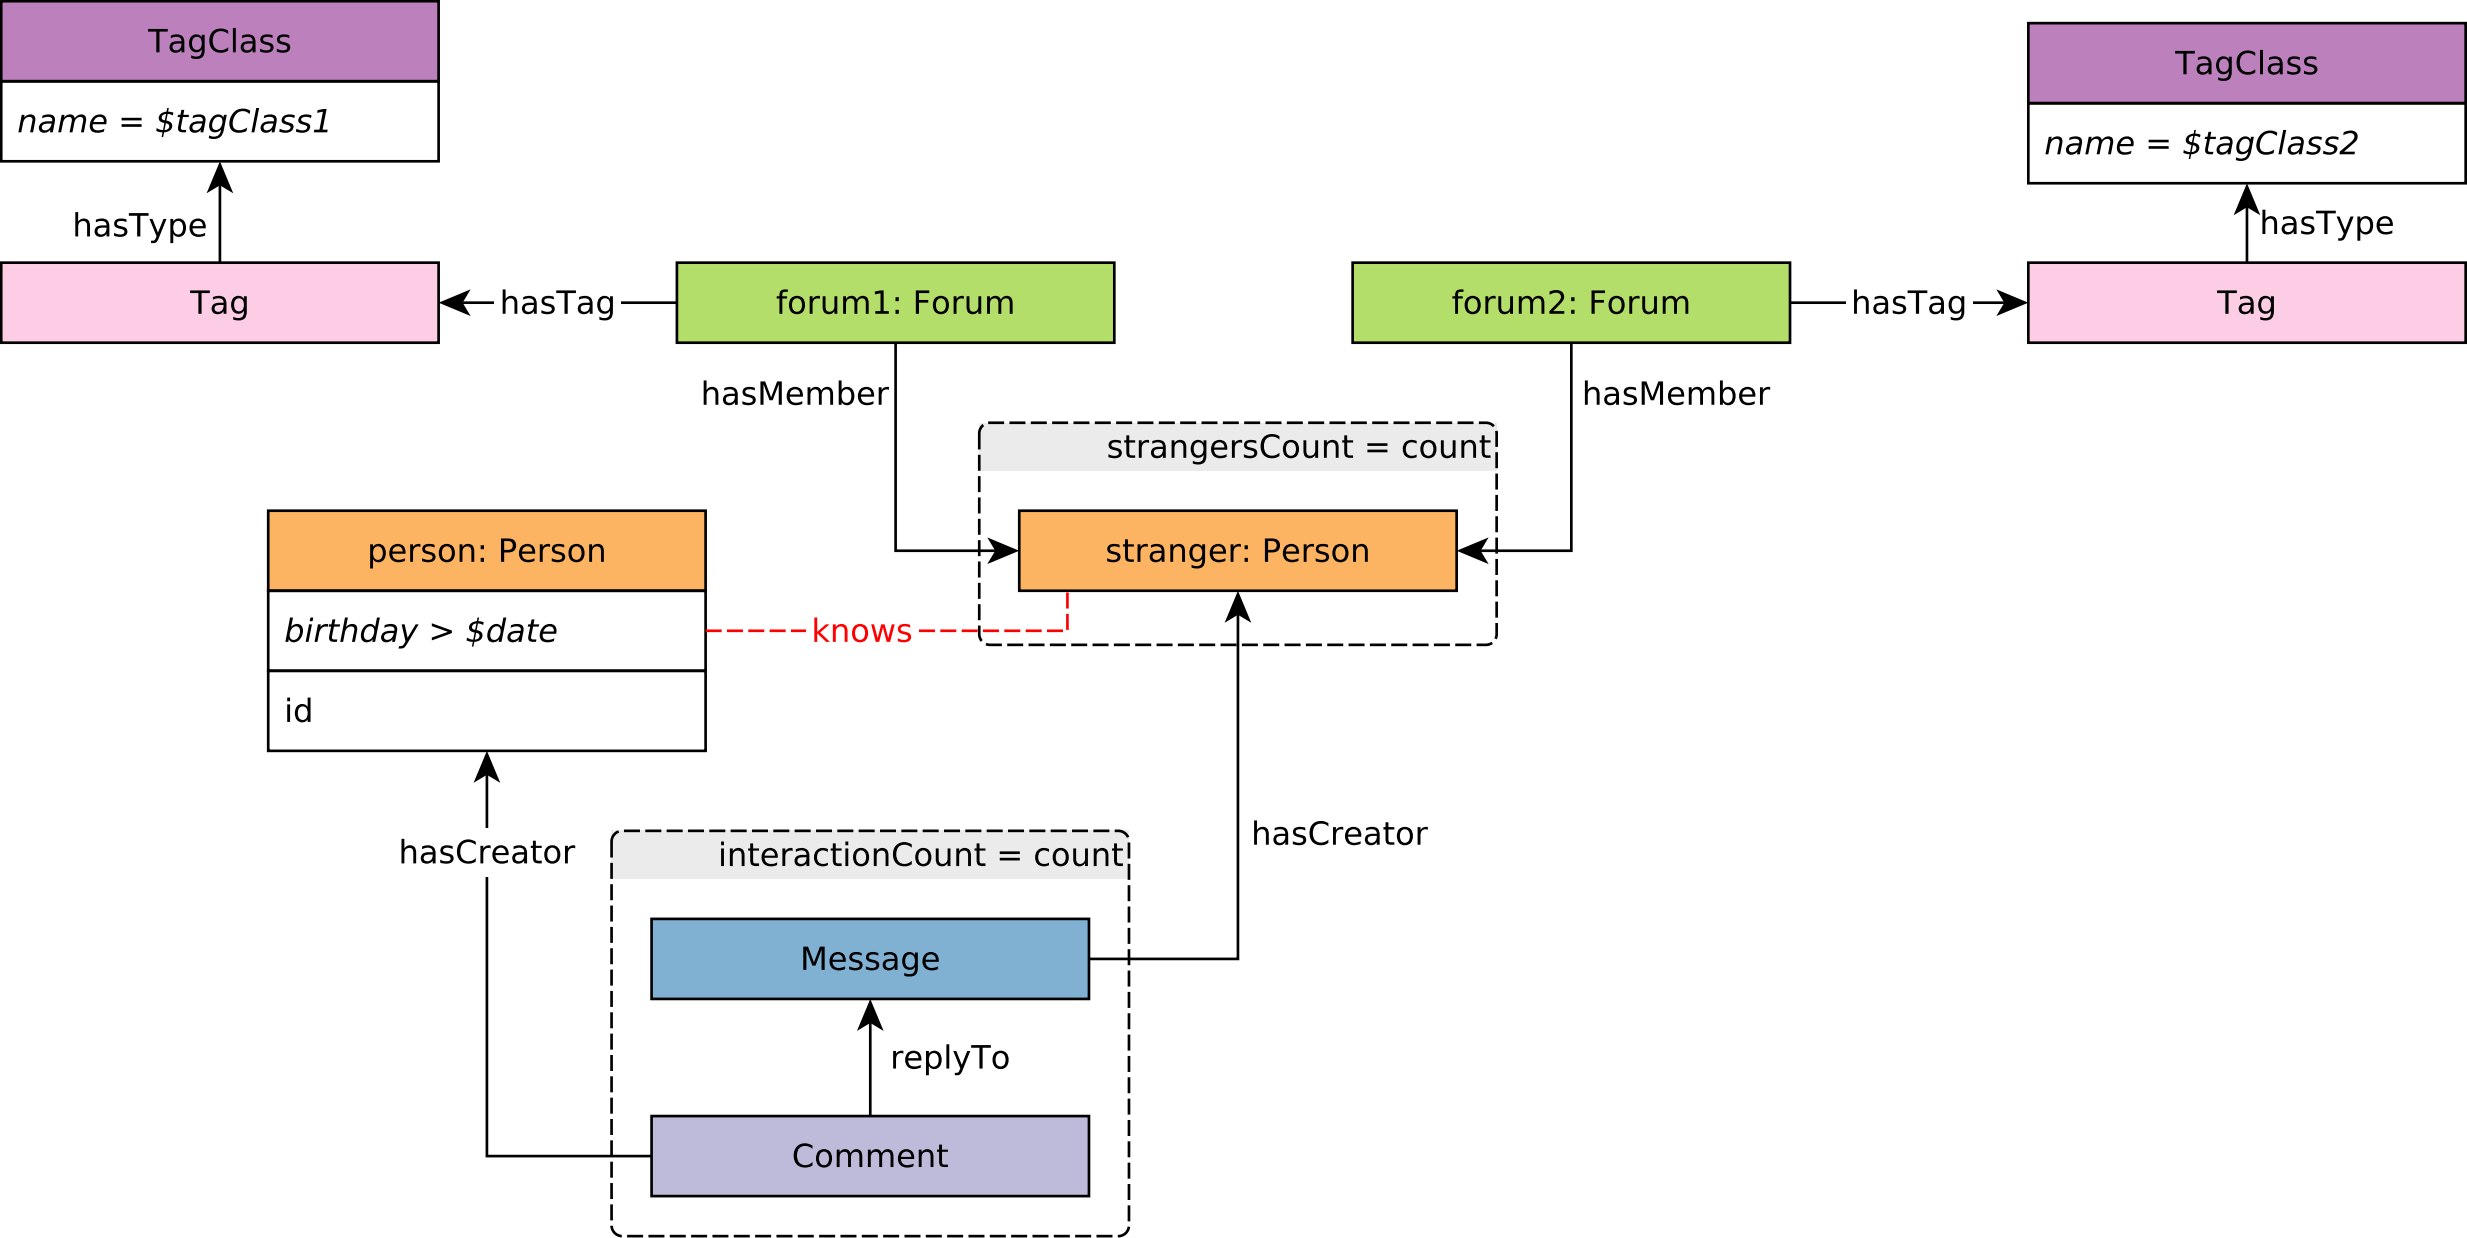 TagClass
name = $tagClass1
TagClass
name = $tagClass2
hasType
hasType
Tag
hasTag
forum1: Forum
forum2: Forum
hasTag
Tag
hasMember
hasMember
strangersCount = count
person: Person
stranger: Person
birthday > $date
knows
id
hasCreator
interactionCount = count
hasCreator
Message
replyTo
Comment